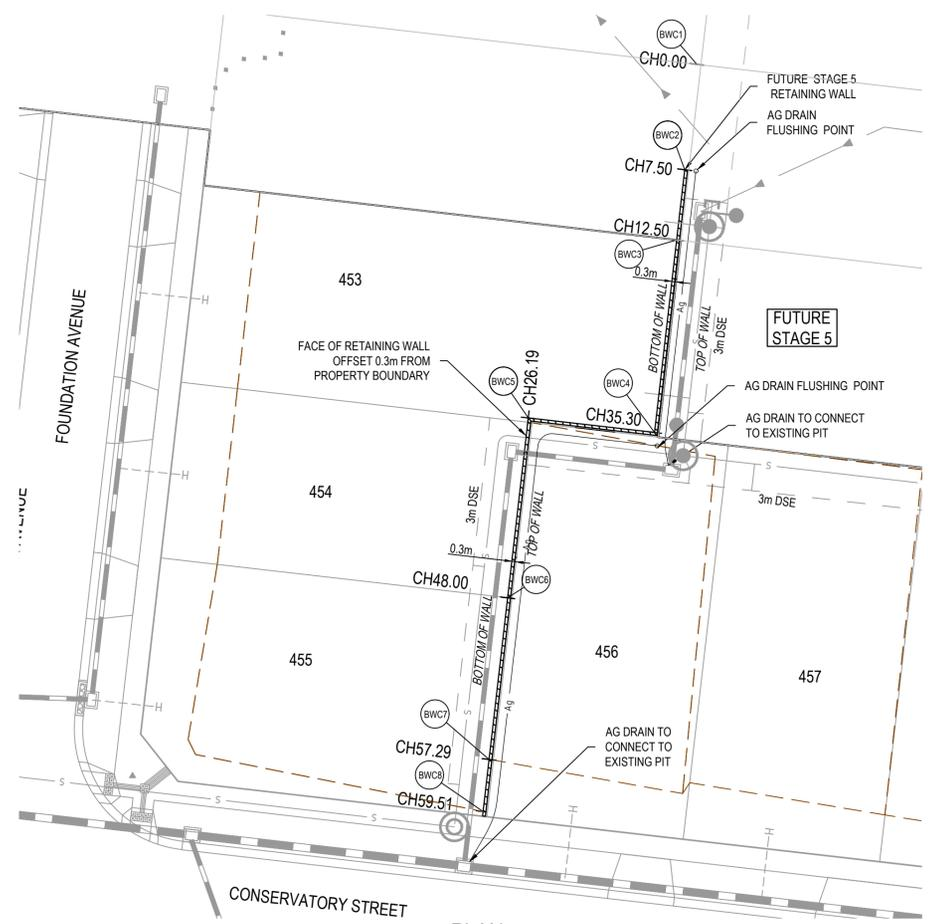 BWC1
CH0.00
FUTURE STAGE 5
RETAINING WALL
AG DRAIN
FLUSHING POINT
BWC2
CH7.50
CH12.50
BWC3
0.3m
453
BOTTOM OF WALL
Ag
S
TOP OF WALL
3m DSE
FUTURE
STAGE 5
H
FOUNDATION AVENUE
FACE OF RETAINING WALL
OFFSET 0.3m FROM
PROPERTY BOUNDARY
BWC5
CH26.19
BWC4
CH35.30
AG DRAIN FLUSHING POINT
AG DRAIN TO CONNECT
TO EXISTING PIT
S
S
3m DSE
H
454
3m DSE
S
TOP OF WALL
Ag
0.3m
CH48.00
BWC6
BOTTOM OF WALL
455
456
457
H
S
Ag
BWC7
CH57.29
AG DRAIN TO
CONNECT TO
EXISTING PIT
BWC8
CH59.51
S
S
S
H
H
CONSERVATORY STREET